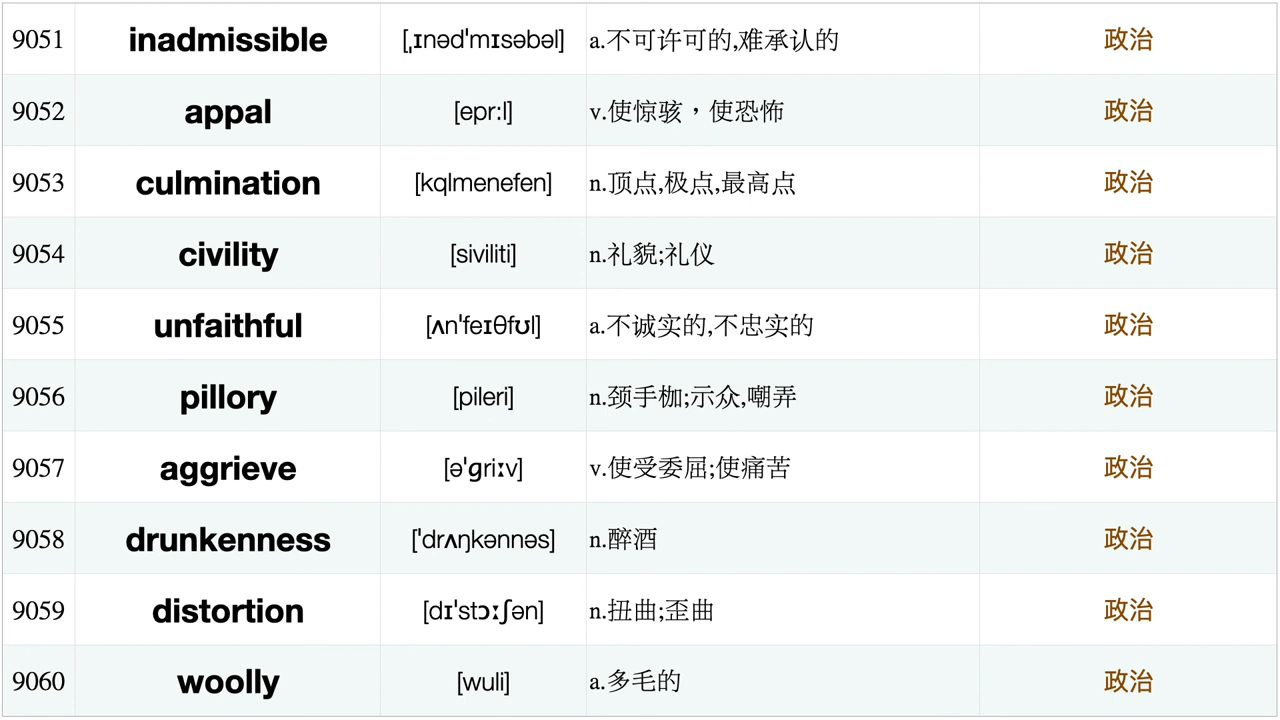 9051 inadmissible [ˌɪnəd'mɪsəbəl] a.不可许可的,难承认的 政治
9052 appal [epr:l] v.使惊骇，使恐怖 政治
9053 culmination [kqlmenefen] n.顶点,极点,最高点 政治
9054 civility [siviliti] n.礼貌;礼仪 政治
9055 unfaithful [ʌn'feɪθfʊl] a.不诚实的,不忠实的 政治
9056 pillory [pileri] n.颈手枷;示众,嘲弄 政治
9057 aggrieve [ə'ɡriːv] v.使受委屈;使痛苦 政治
9058 drunkenness ['drʌŋkənnəs] n.醉酒 政治
9059 distortion [dɪ'stɔːʃən] n.扭曲;歪曲 政治
9060 woolly [wuli] a.多毛的 政治